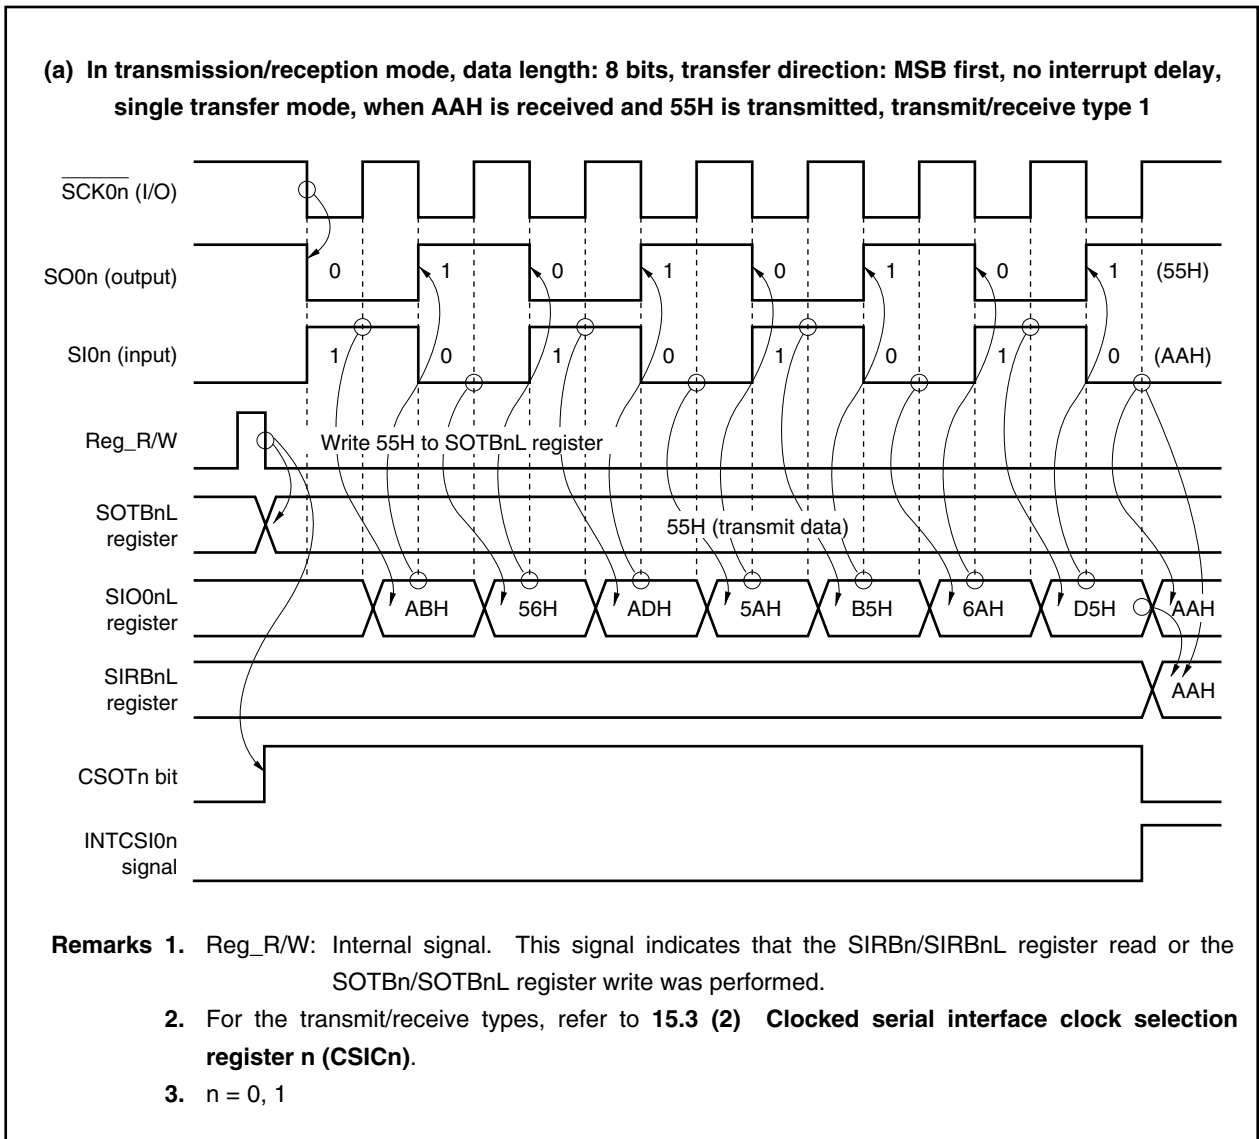 (a) In transmission/reception mode, data length: 8 bits, transfer direction: MSB first, no interrupt delay,
single transfer mode, when AAH is received and 55H is transmitted, transmit/receive type 1
SCK0n (I/O)
SO0n (output) 0 1 0 1 0 1 0 1 (55H)
SI0n (input) 1 0 1 0 1 0 1 0 (AAH)
Reg_R/W Write 55H to SOTBnL register
SOTBnL
register
55H (transmit data)
SIO0nL
register
ABH 56H ADH 5AH B5H 6AH D5H AAH
SIRBnL
register
AAH
CSOTn bit
INTCSI0n
signal
Remarks 1. Reg_R/W: Internal signal. This signal indicates that the SIRBn/SIRBnL register read or the
SOTBn/SOTBnL register write was performed.
2. For the transmit/receive types, refer to 15.3 (2) Clocked serial interface clock selection
register n (CSICn).
3. n = 0, 1